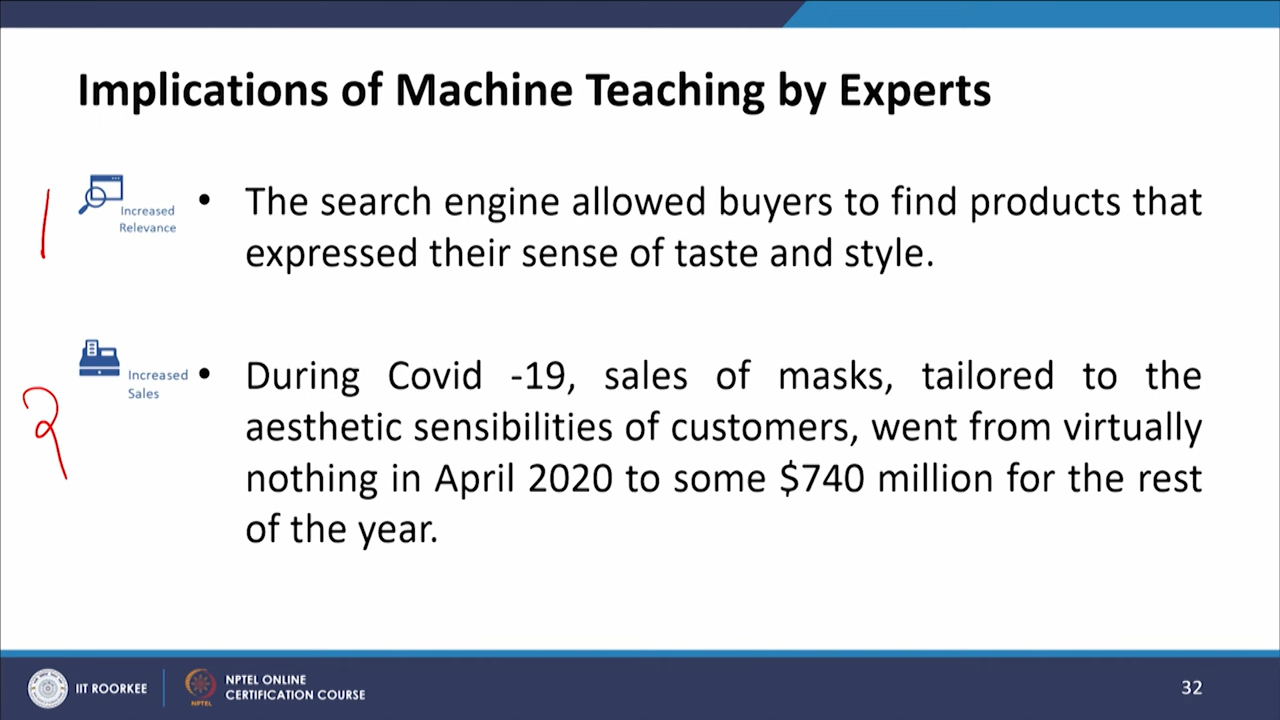 Implications of Machine Teaching by Experts
1
Increased
Relevance
• The search engine allowed buyers to find products that
expressed their sense of taste and style.
2
Increased
Sales
• During Covid -19, sales of masks, tailored to the
aesthetic sensibilities of customers, went from virtually
nothing in April 2020 to some $740 million for the rest
of the year.
IIT ROORKEE
NPTEL
NPTEL ONLINE
CERTIFICATION COURSE
32